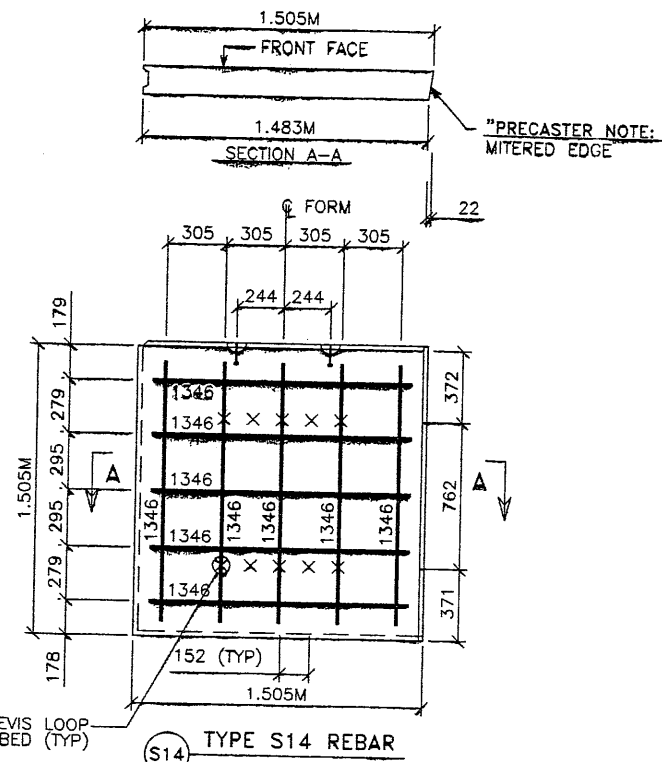 1.505M
FRONT FACE
1.483M
"PRECASTER NOTE:
MITERED EDGE
SECTION A-A
℄ FORM
22
305 305 305 305
244 244
179
279
295
295
279
178
1.505M
372
762
371
A
A
1346
1346
1346
1346
1346
1346
1346
1346
1346
1346
152 (TYP)
1.505M
EVIS LOOP
BED (TYP)
S14
TYPE S14 REBAR